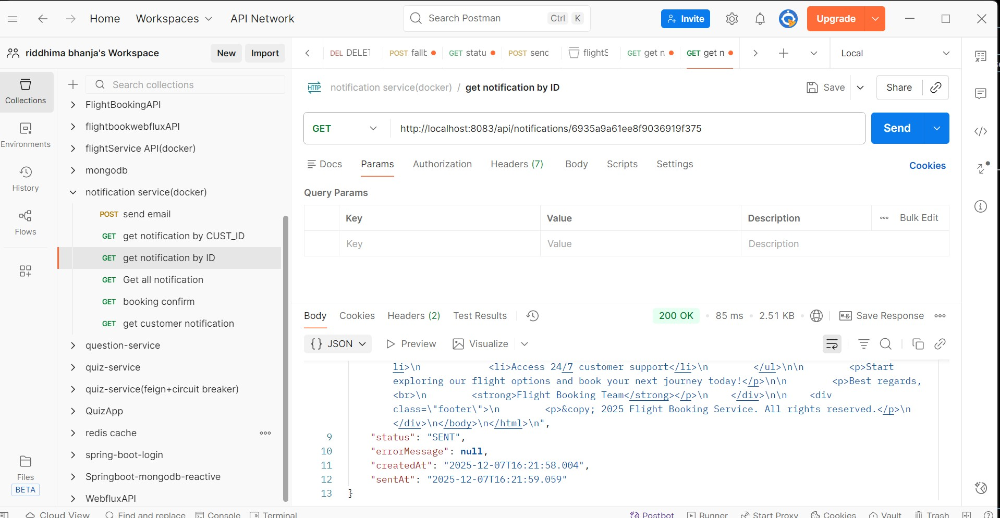 Home Workspaces API Network Search Postman Ctrl K Invite Upgrade
riddhima bhanja's Workspace New Import
DEL DELET POST fallb GET statu POST senc flightS GET get n GET get n Local
Collections
Environments
History
Flows
Files
BETA
Search collections
FlightBookingAPI
flightbookwebfluxAPI
flightService API(docker)
mongodb
notification service(docker)
POST send email
GET get notification by CUST_ID
GET get notification by ID
GET Get all notification
GET booking confirm
GET get customer notification
question-service
quiz-service
quiz-service(feign+circuit breaker)
QuizApp
redis cache
spring-boot-login
Springboot-mongodb-reactive
WebfluxAPI
HTTP notification service(docker) / get notification by ID Save Share
GET http://localhost:8083/api/notifications/6935a9a61ee8f9036919f375 Send
Docs Params Authorization Headers (7) Body Scripts Settings Cookies
Query Params
Key Value Description Bulk Edit
Key Value Description
Body Cookies Headers (2) Test Results 200 OK 85 ms 2.51 KB e.g. Save Response
{} JSON Preview Visualize
li>\n <li>Access 24/7 customer support</li>\n </ul>\n\n <p>Start
exploring our flight options and book your next journey today!</p>\n\n <p>Best regards,
<br>\n <strong>Flight Booking Team</strong></p>\n </div>\n\n <div
class=\"footer\">\n <p>&copy; 2025 Flight Booking Service. All rights reserved.</p>\n
</div>\n</body>\n</html>\n",
9 "status": "SENT",
10 "errorMessage": null,
11 "createdAt": "2025-12-07T16:21:58.004",
12 "sentAt": "2025-12-07T16:21:59.059"
13 }
Cloud View Find and replace Console Terminal Postbot Runner Start Proxy Cookies Vault Trash